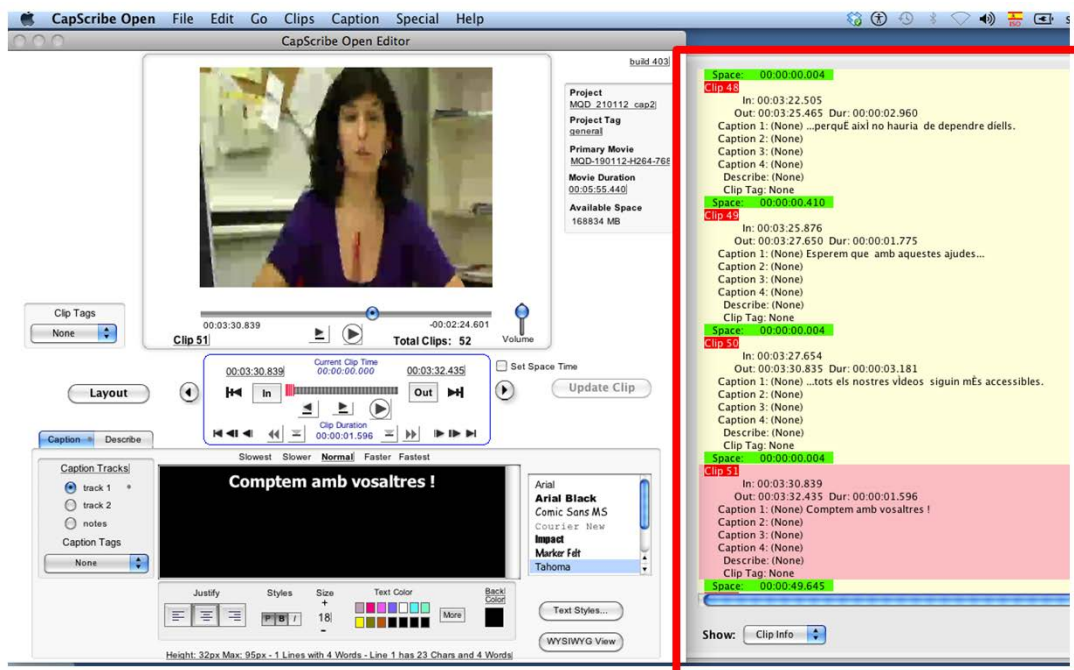 CapScribe Open File Edit Go Clips Caption Special Help
CapScribe Open Editor
build 403
Project
MQD_210112_cap2
Project Tag
general
Primary Movie
MQD-190112-H264-768
Movie Duration
00:05:55.440
Available Space
168834 MB
Clip Tags
None
00:03:30.839 -00:02:24.601
Clip 51 Total Clips: 52 Volume
Current Clip Time
00:03:30.839 00:00:00.000 00:03:32.435
Set Space Time
Layout In Out Update Clip
Clip Duration
00:00:01.596
Caption Describe
Slowest Slower Normal Faster Fastest
Caption Tracks
track 1 *
track 2
notes
Caption Tags
None
Comptem amb vosaltres !
Arial
Arial Black
Comic Sans MS
Courier New
Impact
Marker Felt
Tahoma
Justify Styles Size Text Color Back Color
P B I
+
18
-
More
Text Styles...
WYSIWYG View
Height: 32px Max: 95px - 1 Lines with 4 Words - Line 1 has 23 Chars and 4 Words
Space: 00:00:00.004
Clip 48
In: 00:03:22.505
Out: 00:03:25.465 Dur: 00:00:02.960
Caption 1: (None) ...perquË aixÌ no hauria de dependre díells.
Caption 2: (None)
Caption 3: (None)
Caption 4: (None)
Describe: (None)
Clip Tag: None
Space: 00:00:00.410
Clip 49
In: 00:03:25.876
Out: 00:03:27.650 Dur: 00:00:01.775
Caption 1: (None) Esperem que amb aquestes ajudes...
Caption 2: (None)
Caption 3: (None)
Caption 4: (None)
Describe: (None)
Clip Tag: None
Space: 00:00:00.004
Clip 50
In: 00:03:27.654
Out: 00:03:30.835 Dur: 00:00:03.181
Caption 1: (None) ...tots els nostres vÌdeos siguin mÈs accessibles.
Caption 2: (None)
Caption 3: (None)
Caption 4: (None)
Describe: (None)
Clip Tag: None
Space: 00:00:00.004
Clip 51
In: 00:03:30.839
Out: 00:03:32.435 Dur: 00:00:01.596
Caption 1: (None) Comptem amb vosaltres !
Caption 2: (None)
Caption 3: (None)
Caption 4: (None)
Describe: (None)
Clip Tag: None
Space: 00:00:49.645
Show: Clip Info